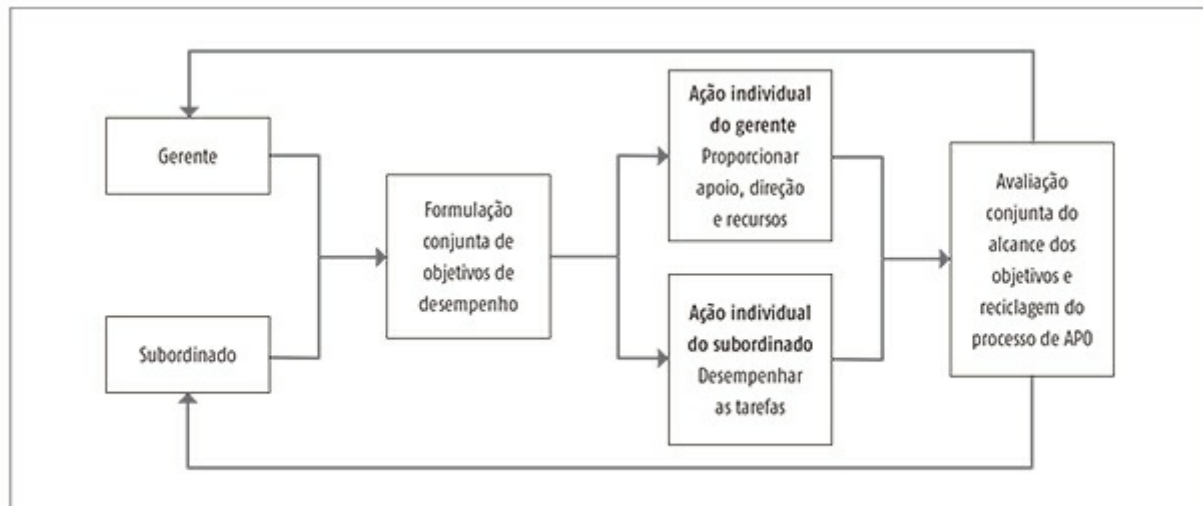 Gerente
Subordinado
Formulação
conjunta de
objetivos de
desempenho
Ação individual
do gerente
Proporcionar
apoio, direção
e recursos
Ação individual
do subordinado
Desempenhar
as tarefas
Avaliação
conjunta do
alcance dos
objetivos e
reciclagem do
processo de APO